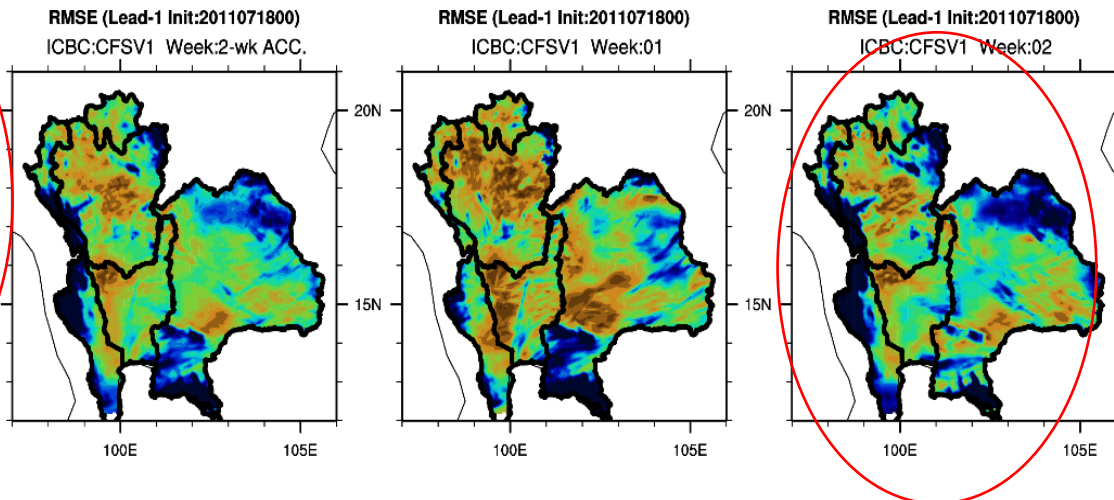 RMSE (Lead-1 Init:2011071800)
ICBC:CFSV1 Week:2-wk ACC.
RMSE (Lead-1 Init:2011071800)
ICBC:CFSV1 Week:01
RMSE (Lead-1 Init:2011071800)
ICBC:CFSV1 Week:02
20N
20N
15N
15N
100E
105E
100E
105E
100E
105E